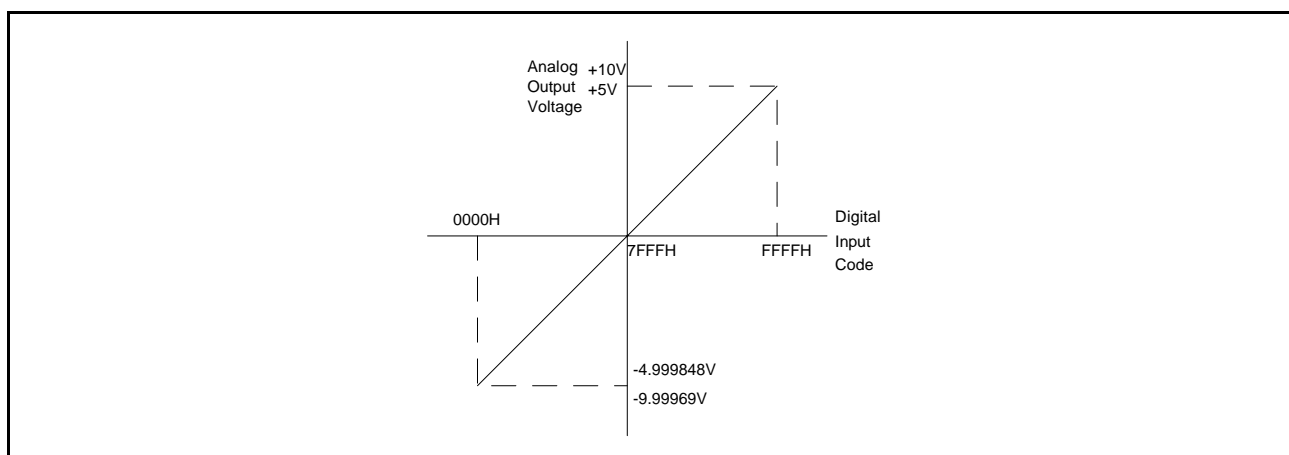 Analog +10V
Output +5V
Voltage
0000H
Digital
7FFFH FFFFH Input
Code
-4.999848V
-9.99969V